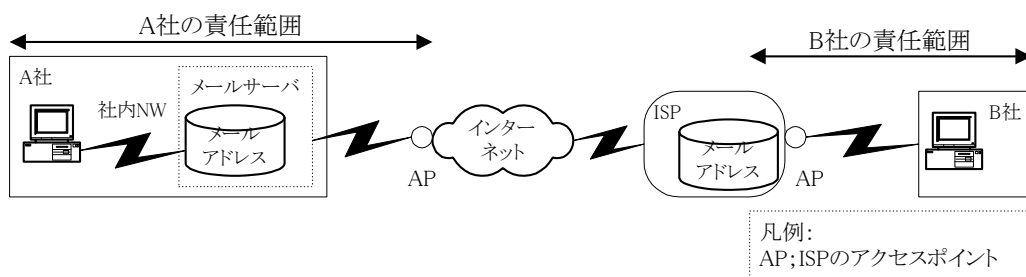 A社の責任範囲
B社の責任範囲
A社
メールサーバ
社内NW
メール
アドレス
AP
インター
ネット
ISP
メール
アドレス
AP
B社
凡例:
AP;ISPのアクセスポイント